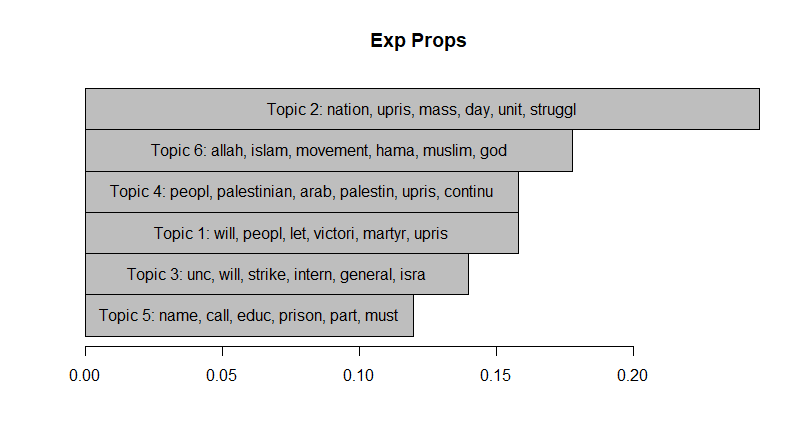 Exp Props
Topic 2: nation, upris, mass, day, unit, struggl
Topic 6: allah, islam, movement, hama, muslim, god
Topic 4: peopl, palestinian, arab, palestin, upris, continu
Topic 1: will, peopl, let, victori, martyr, upris
Topic 3: unc, will, strike, intern, general, isra
Topic 5: name, call, educ, prison, part, must
0.00 0.05 0.10 0.15 0.20